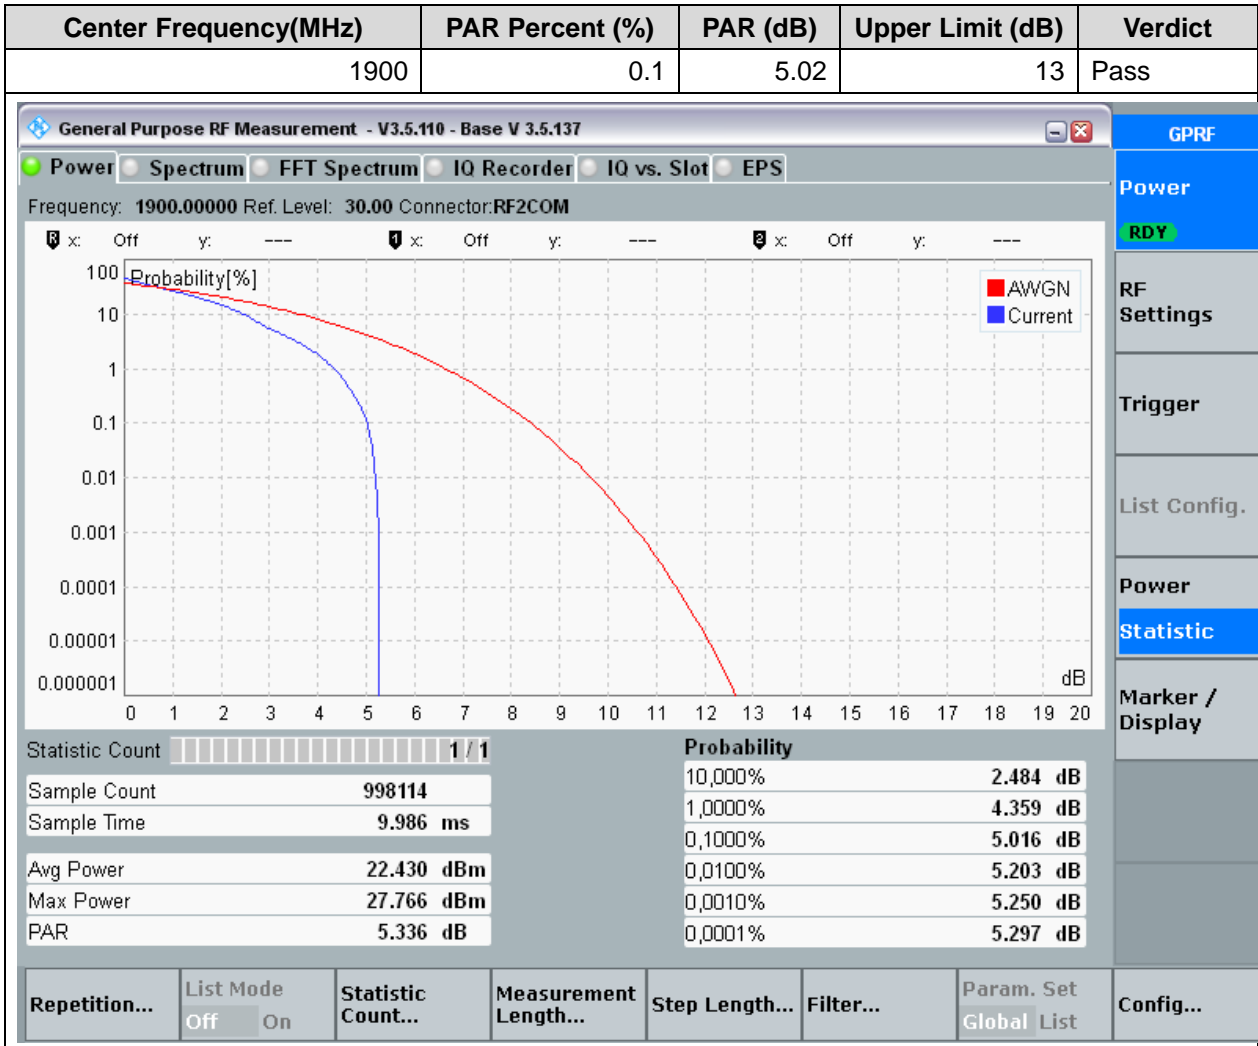 Center Frequency(MHz) PAR Percent (%) PAR (dB) Upper Limit (dB) Verdict
1900 0.1 5.02 13 Pass
General Purpose RF Measurement - V3.5.110 - Base V 3.5.137
GPRF
Power Spectrum FFT Spectrum IQ Recorder IQ vs. Slot EPS
Frequency: 1900.00000 Ref. Level: 30.00 Connector:RF2COM
R x: Off y: --- 1 x: Off y: --- 2 x: Off y: ---
Probability[%]
AWGN
Current
100
10
1
0.1
0.01
0.001
0.0001
0.00001
0.000001
dB
0 1 2 3 4 5 6 7 8 9 10 11 12 13 14 15 16 17 18 19 20
Statistic Count 1 / 1
Sample Count 998114
Sample Time 9.986 ms
Avg Power 22.430 dBm
Max Power 27.766 dBm
PAR 5.336 dB
Probability
10,000% 2.484 dB
1,0000% 4.359 dB
0,1000% 5.016 dB
0,0100% 5.203 dB
0,0010% 5.250 dB
0,0001% 5.297 dB
Power
RDY
RF
Settings
Trigger
List Config.
Power
Statistic
Marker /
Display
Repetition...
List Mode
Off On
Statistic
Count...
Measurement
Length...
Step Length...
Filter...
Param. Set
Global List
Config...